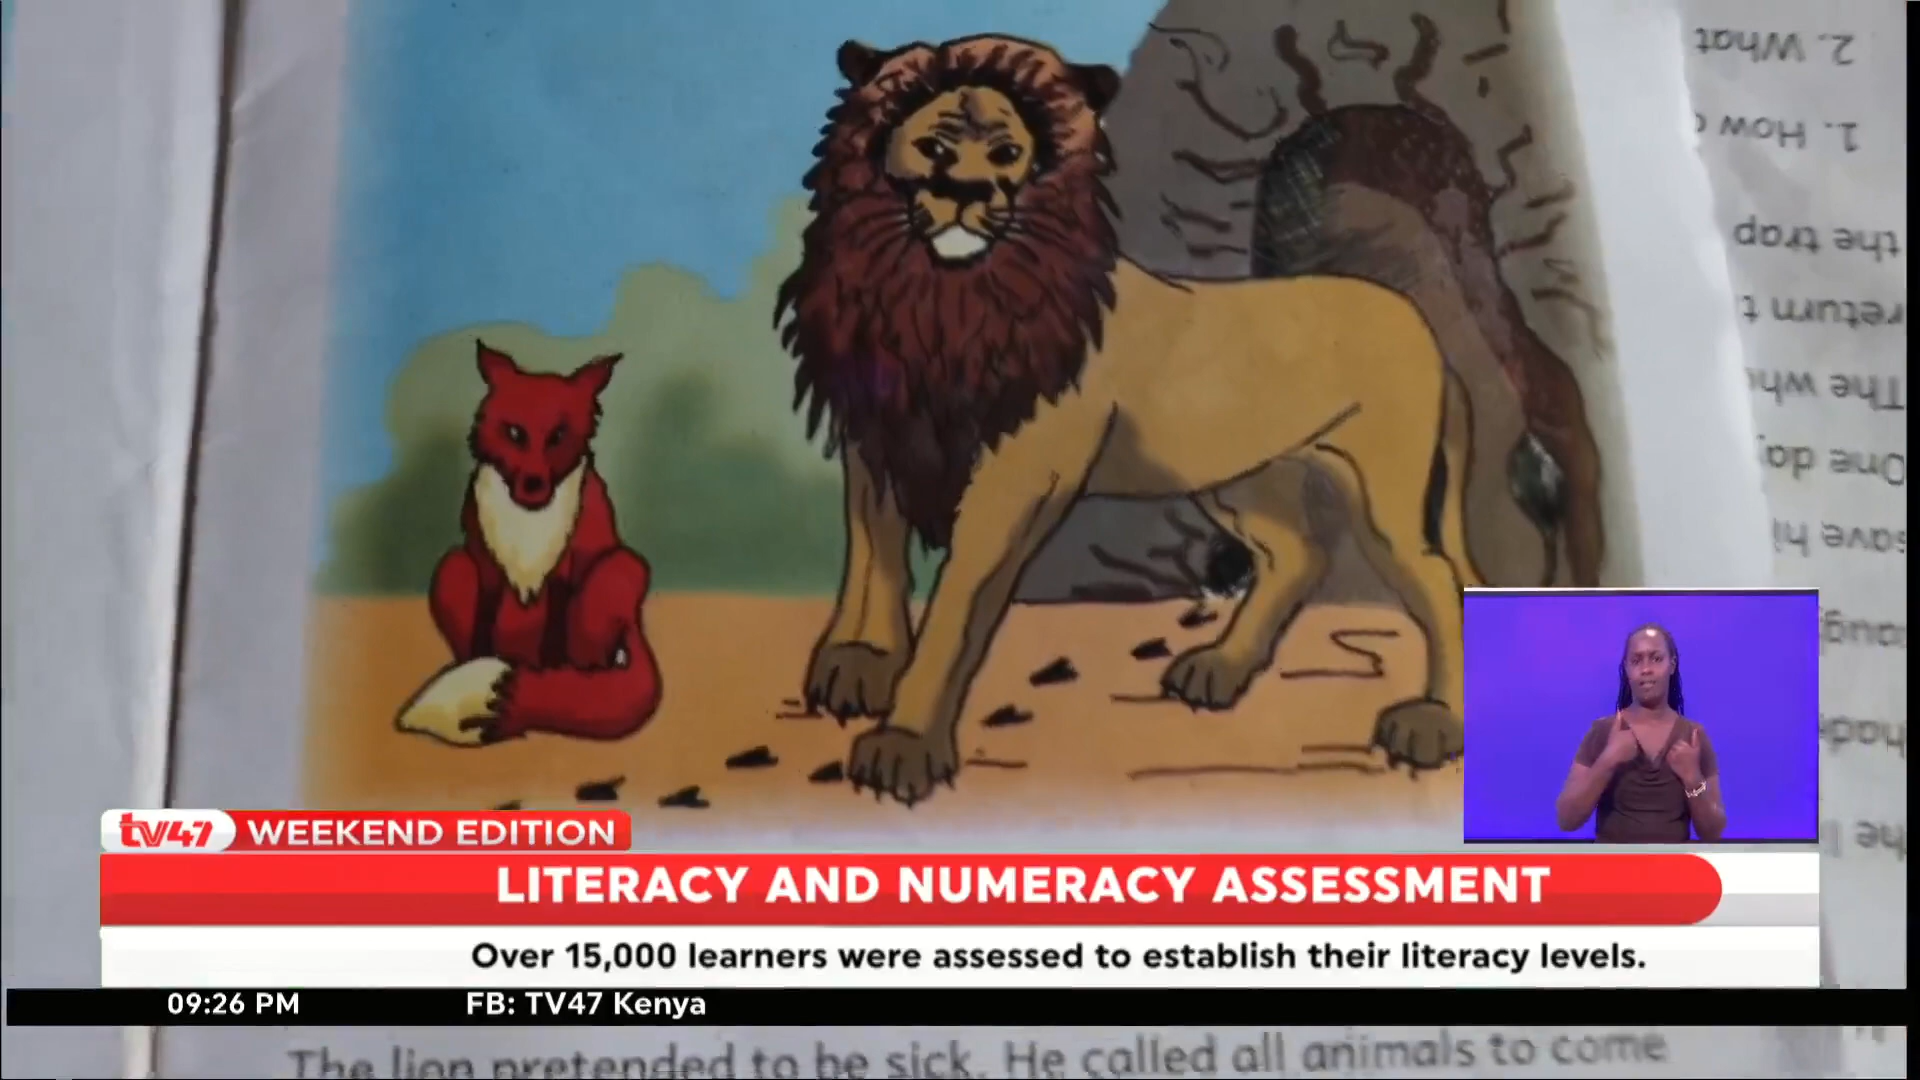 2. What
1. How
the trap
return t
The wh
One da
save hi
tv47 WEEKEND EDITION
LITERACY AND NUMERACY ASSESSMENT
Over 15,000 learners were assessed to establish their literacy levels.
09:26 PM FB: TV47 Kenya
The lion pretended to be sick. He called all animals to come